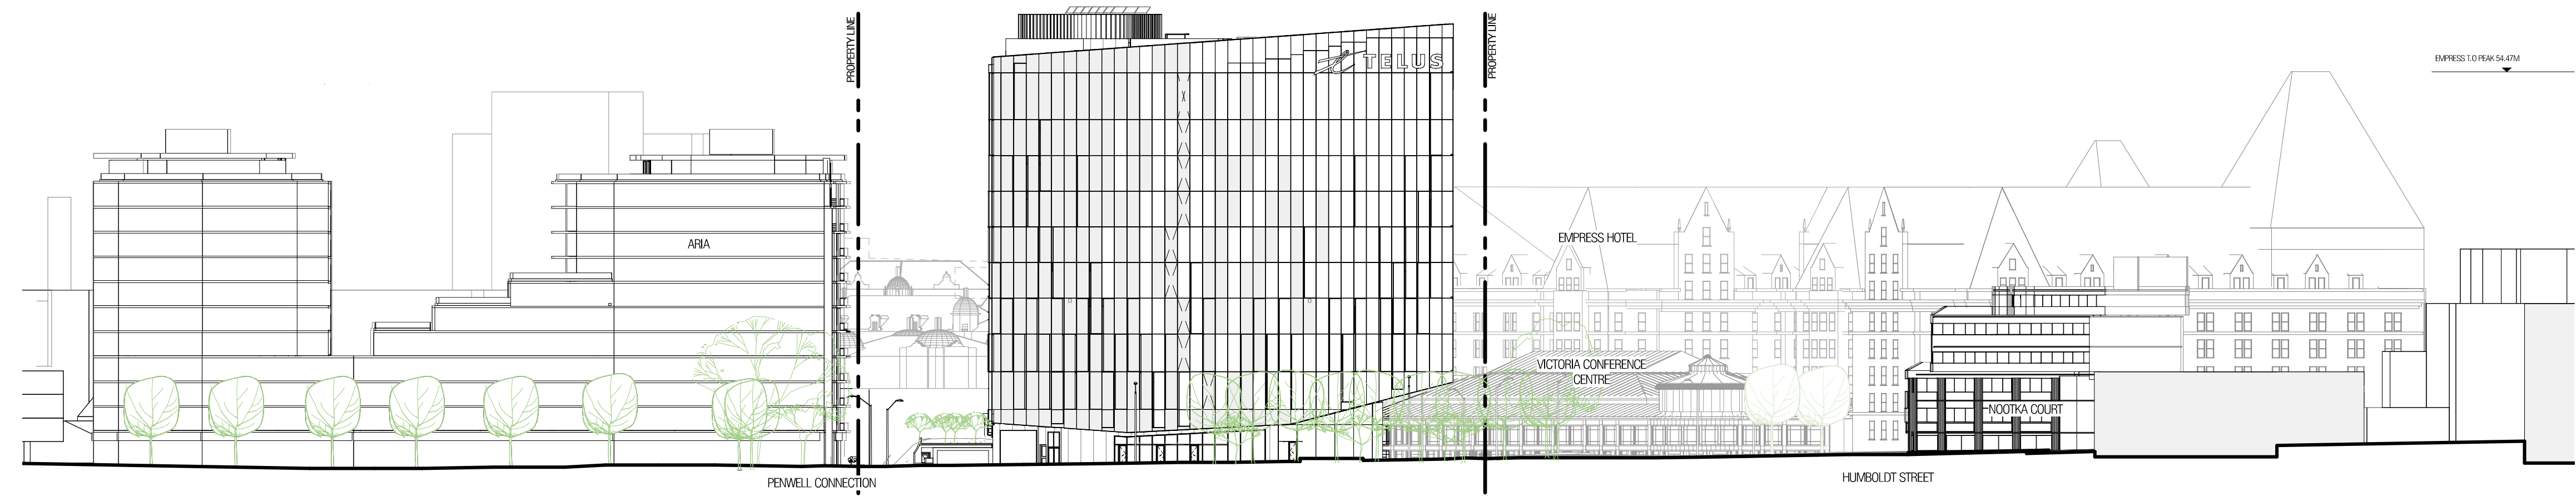 PROPERTY LINE
TELUS
PROPERTY LINE
EMPRESS T.O PEAK 54.47M
ARIA
EMPRESS HOTEL
VICTORIA CONFERENCE
CENTRE
NOOTKA COURT
PENWELL CONNECTION
HUMBOLDT STREET